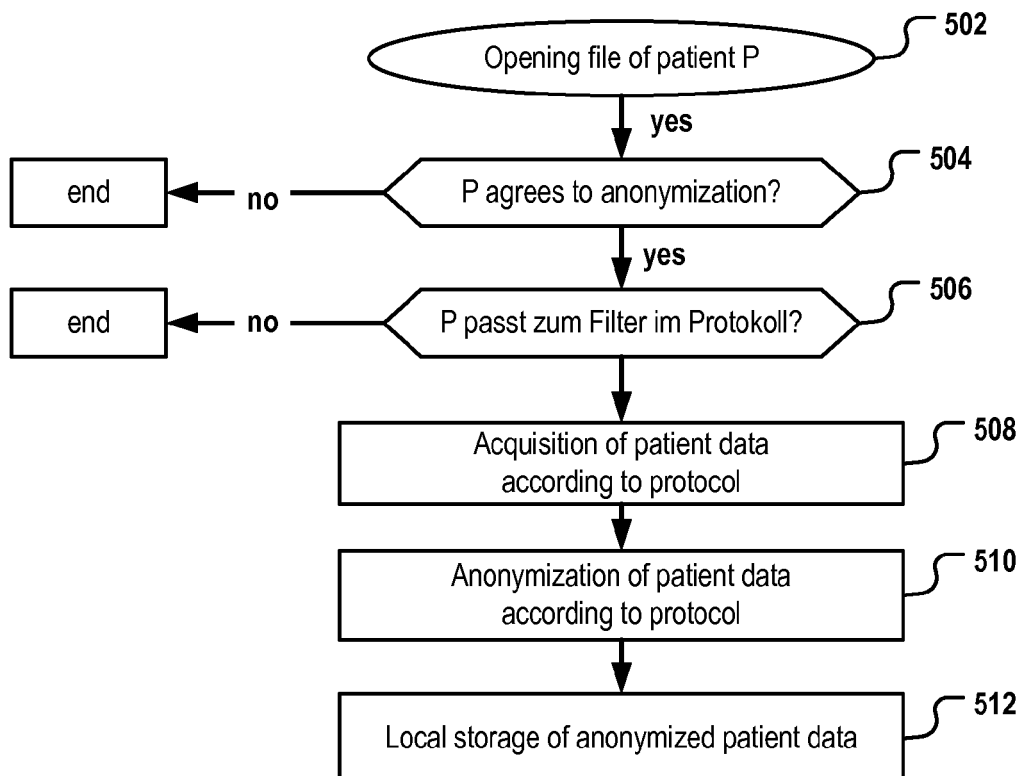 502
Opening file of patient P
yes
504
end
no
P agrees to anonymization?
yes
506
end
no
P passt zum Filter im Protokoll?
508
Acquisition of patient data
according to protocol
510
Anonymization of patient data
according to protocol
512
Local storage of anonymized patient data